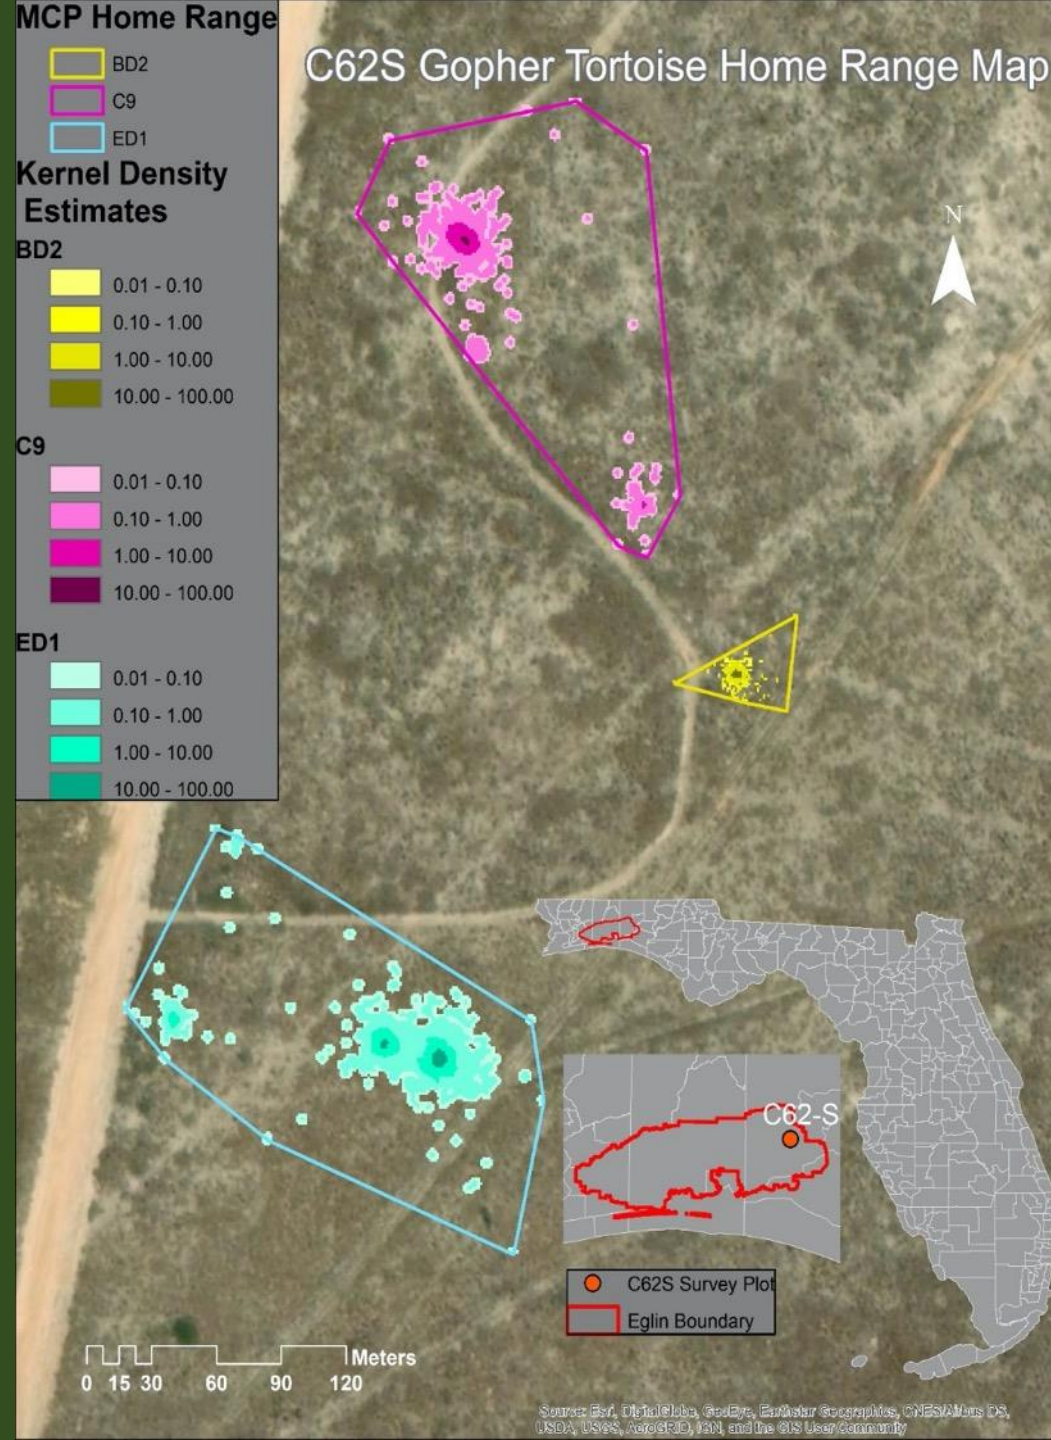 MCP Home Range
BD2
C9
ED1
Kernel Density
Estimates
BD2
0.01 - 0.10
0.10 - 1.00
1.00 - 10.00
10.00 - 100.00
C9
0.01 - 0.10
0.10 - 1.00
1.00 - 10.00
10.00 - 100.00
ED1
0.01 - 0.10
0.10 - 1.00
1.00 - 10.00
10.00 - 100.00
C62S Gopher Tortoise Home Range Map
N
C62-S
C62S Survey Plot
Eglin Boundary
Meters
0 15 30 60 90 120
Source: Esri, DigitalGlobe, GeoEye, Earthstar Geographics, CNES/Airbus DS,
USDA, USGS, AeroGRID, IGN, and the GIS User Community